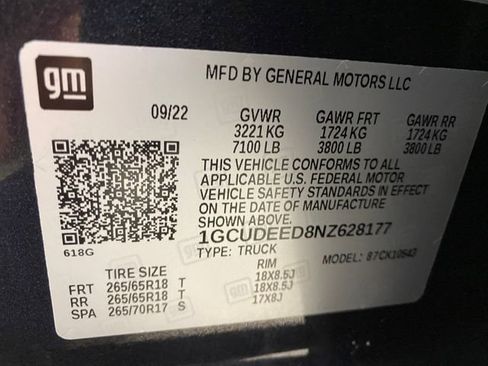 gm
MFD BY GENERAL MOTORS LLC
09/22 GVWR GAWR FRT GAWR RR
3221 KG 1724 KG 1724 KG
7100 LB 3800 LB 3800 LB
THIS VEHICLE CONFORMS TO ALL
APPLICABLE U.S. FEDERAL MOTOR
VEHICLE SAFETY STANDARDS IN EFFECT
ON THE DATE OF MANUFACTURE
SHOWN ABOVE.
618G 1GCUDEED8NZ628177
TYPE: TRUCK MODEL: 87CK10543
TIRE SIZE RIM
FRT 265/65R18 T 18X8.5J
RR 265/65R18 T 18X8.5J
SPA 265/70R17 S 17X8J